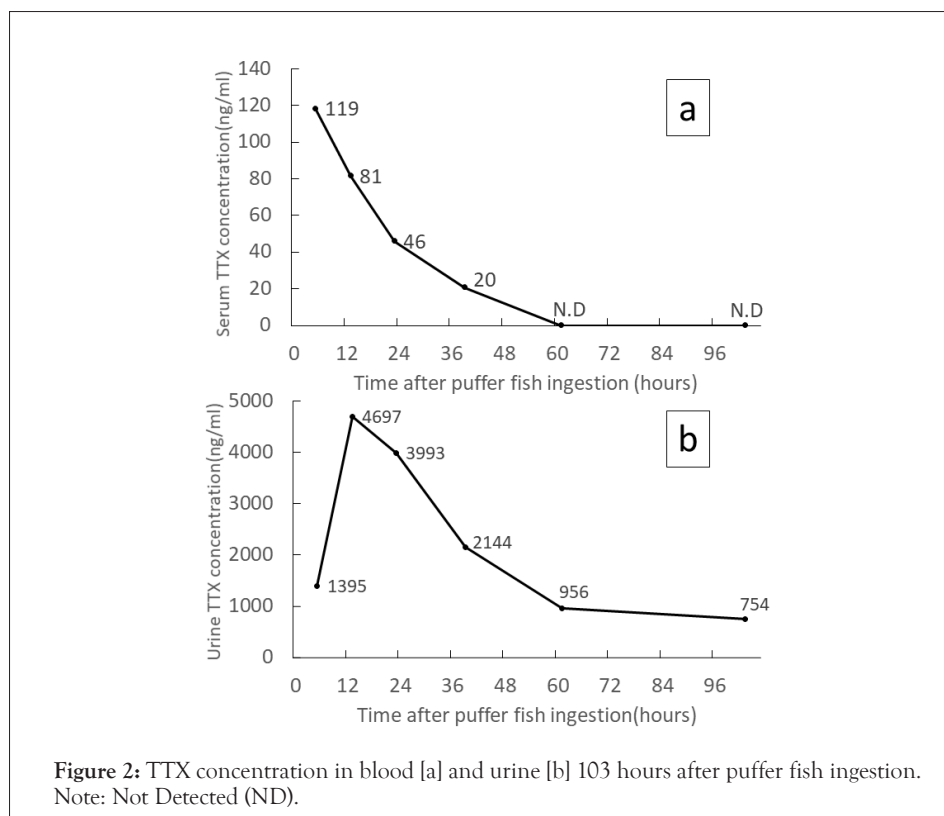 140
120
100
80
60
40
20
0
Serum TTX concentration(ng/ml)
a
119
81
46
20
N.D
N.D
0 12 24 36 48 60 72 84 96
Time after puffer fish ingestion (hours)
5000
4000
3000
2000
1000
0
Urine TTX concentration(ng/ml)
b
4697
3993
2144
1395
956
754
0 12 24 36 48 60 72 84 96
Time after puffer fish ingestion(hours)
Figure 2: TTX concentration in blood [a] and urine [b] 103 hours after puffer fish ingestion.
Note: Not Detected (ND).